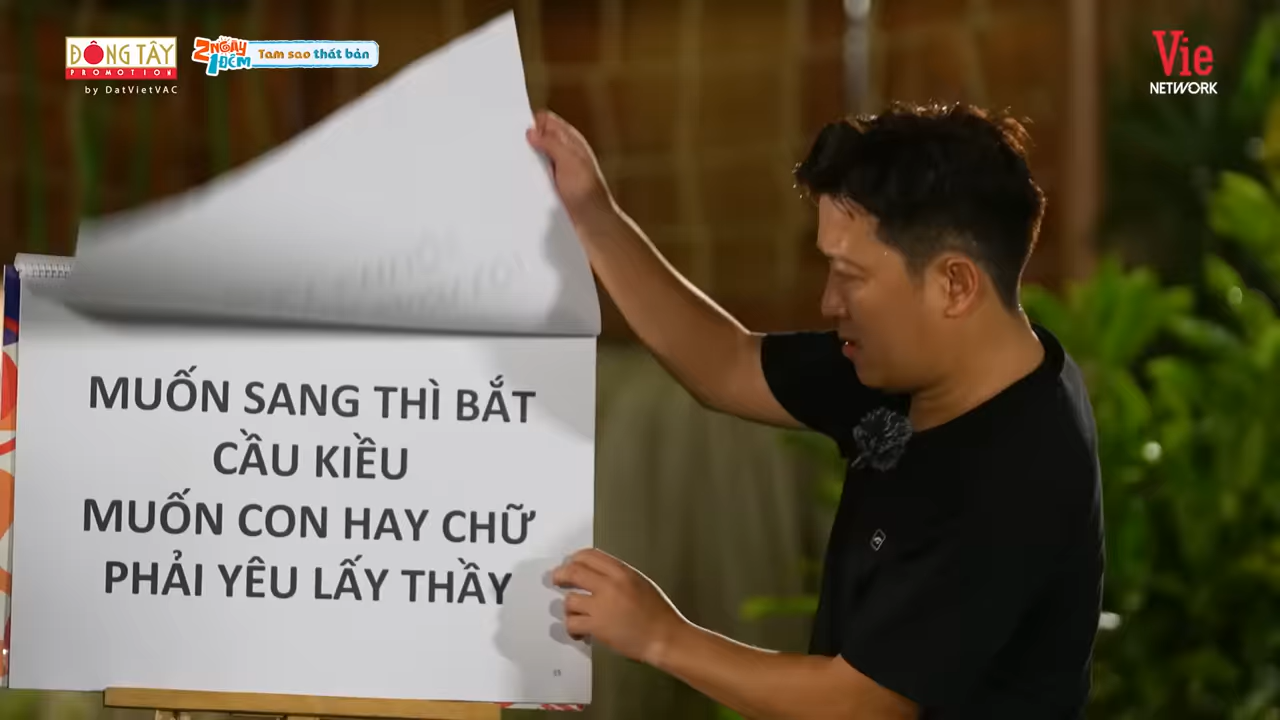 ĐÔNG TÂY
PROMOTION
by DatVietVAC
2 NGÀY 1 ĐÊM
Tam sao thất bản
Vie
NETWORK
MUỐN SANG THÌ BẮT
CẦU KIỀU
MUỐN CON HAY CHỮ
PHẢI YÊU LẤY THẦY